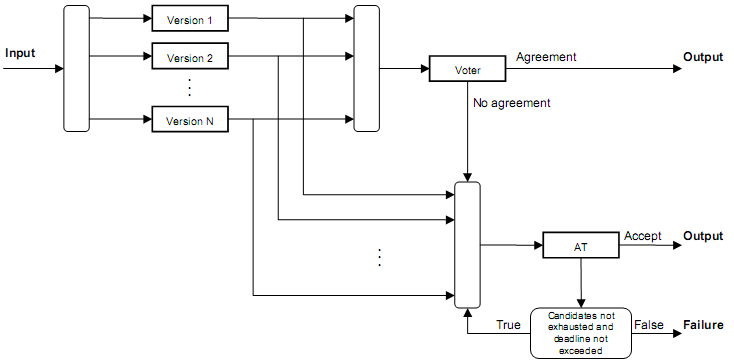 Version 1
Input
Version 2
Version N
Voter
Agreement
Output
No agreement
AT
Accept
Output
Candidates not
exhausted and
deadline not
exceeded
True
False
Failure